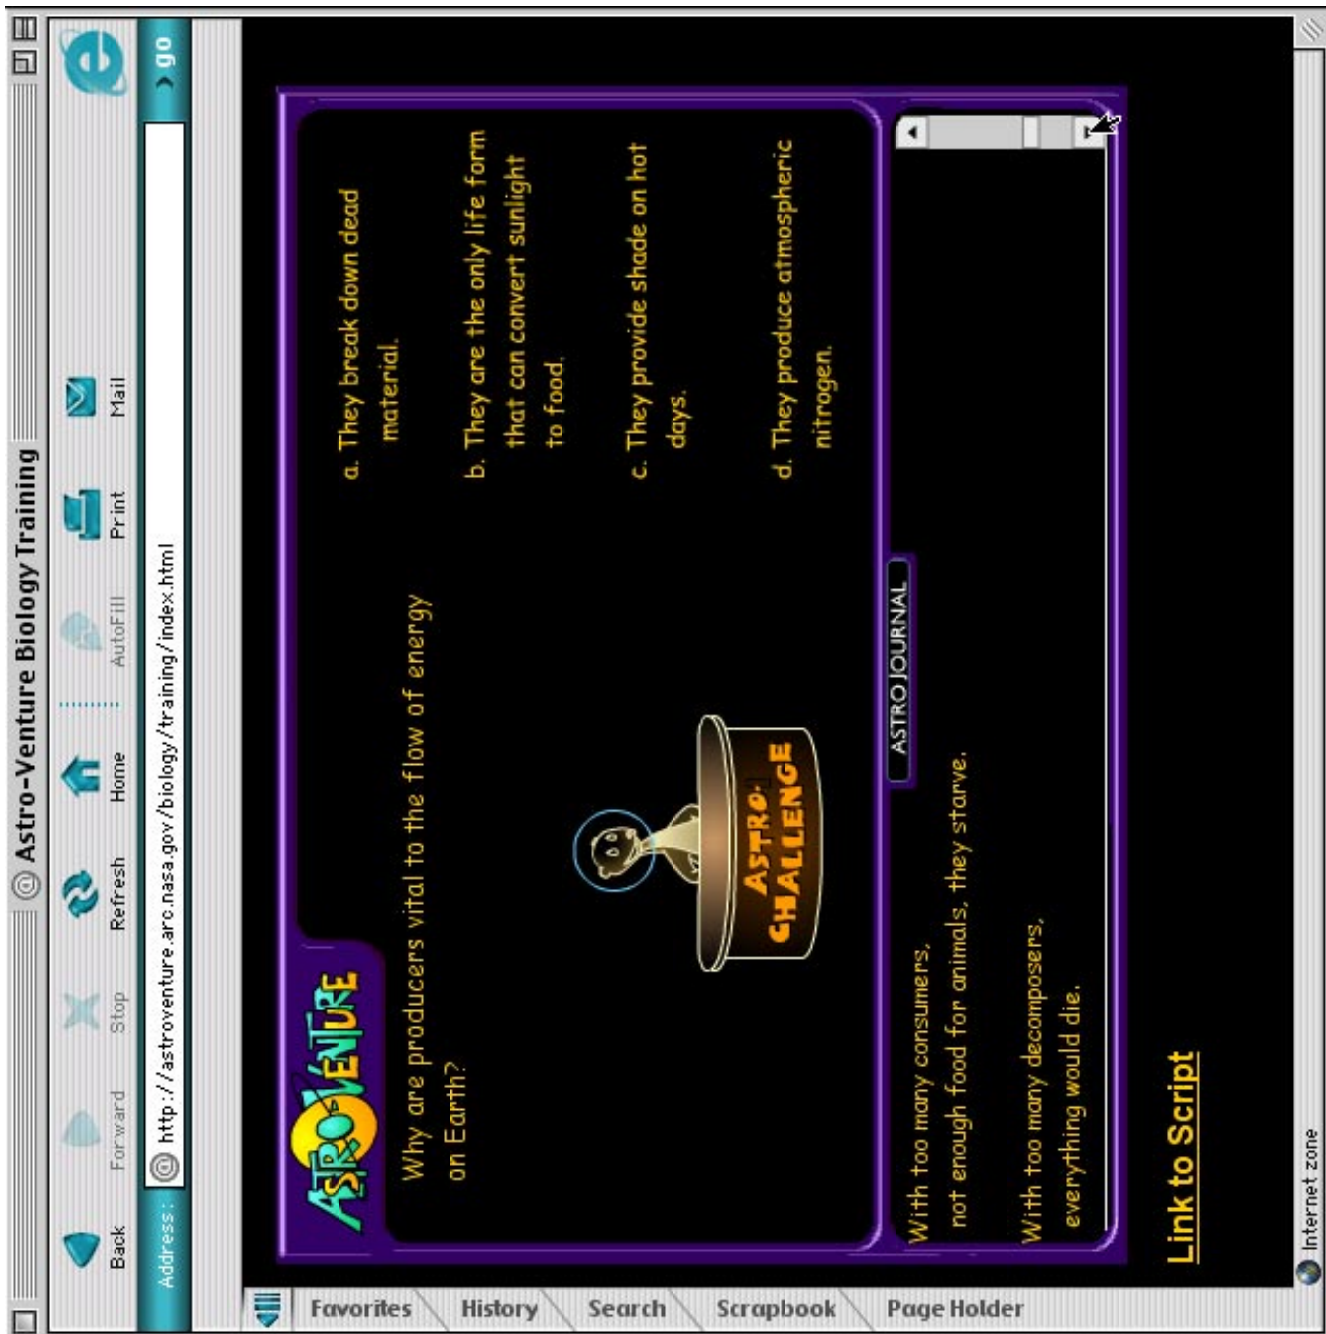 Astro-Venture Biology Training
Back
Forward
Stop
Refresh
Home
AutoFill
Print
Mail
Address:
http://astroventure.arc.nasa.gov/biology/training/index.html
go
Favorites
History
Search
Scrapbook
Page Holder
ASTRO-VENTURE
Why are producers vital to the flow of energy
on Earth?
a. They break down dead
material.
b. They are the only life form
that can convert sunlight
to food.
c. They provide shade on hot
days.
d. They produce atmospheric
nitrogen.
ASTRO-
CHALLENGE
ASTRO JOURNAL
With too many consumers,
not enough food for animals, they starve.
With too many decomposers,
everything would die.
Link to Script
Internet zone